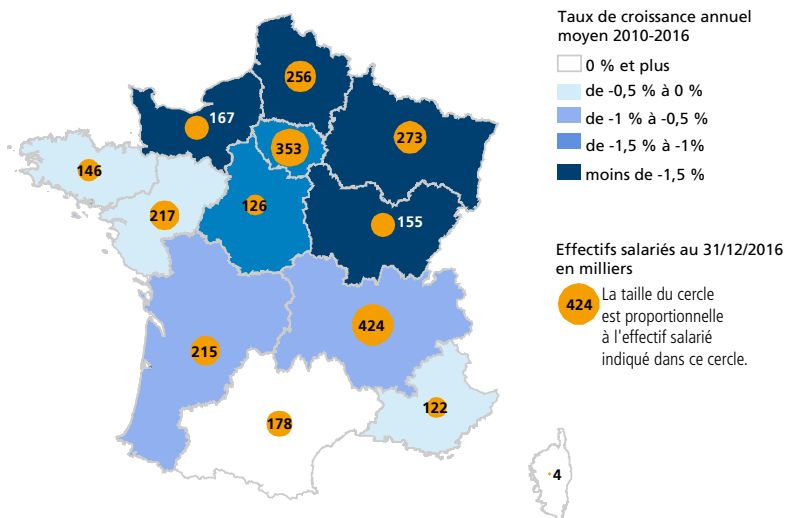 Taux de croissance annuel
moyen 2010-2016
0 % et plus
de -0,5 % à 0 %
de -1 % à -0,5 %
de -1,5 % à -1%
moins de -1,5 %
Effectifs salariés au 31/12/2016
en milliers
424
La taille du cercle
est proportionnelle
à l'effectif salarié
indiqué dans ce cercle.
256
167
273
353
146
126
217
155
424
215
122
178
4